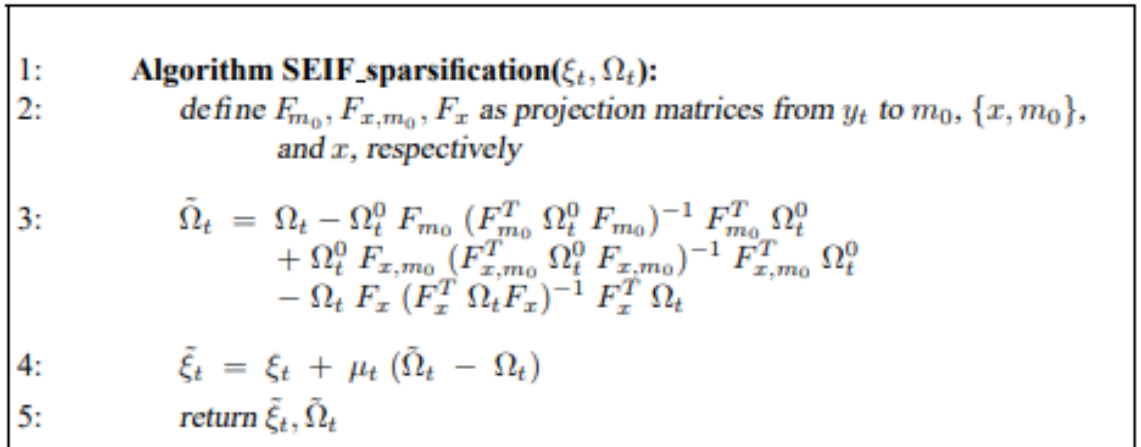 1: Algorithm SEIF_sparsification(ξ_t, Ω_t):
2: define F_{m_0}, F_{x,m_0}, F_x as projection matrices from y_t to m_0, {x, m_0},
and x, respectively
3: Ω̃_t = Ω_t − Ω_t^0 F_{m_0} (F_{m_0}^T Ω_t^0 F_{m_0})^{-1} F_{m_0}^T Ω_t^0
+ Ω_t^0 F_{x,m_0} (F_{x,m_0}^T Ω_t^0 F_{x,m_0})^{-1} F_{x,m_0}^T Ω_t^0
− Ω_t F_x (F_x^T Ω_t F_x)^{-1} F_x^T Ω_t
4: ξ̃_t = ξ_t + μ_t (Ω̃_t − Ω_t)
5: return ξ̃_t, Ω̃_t